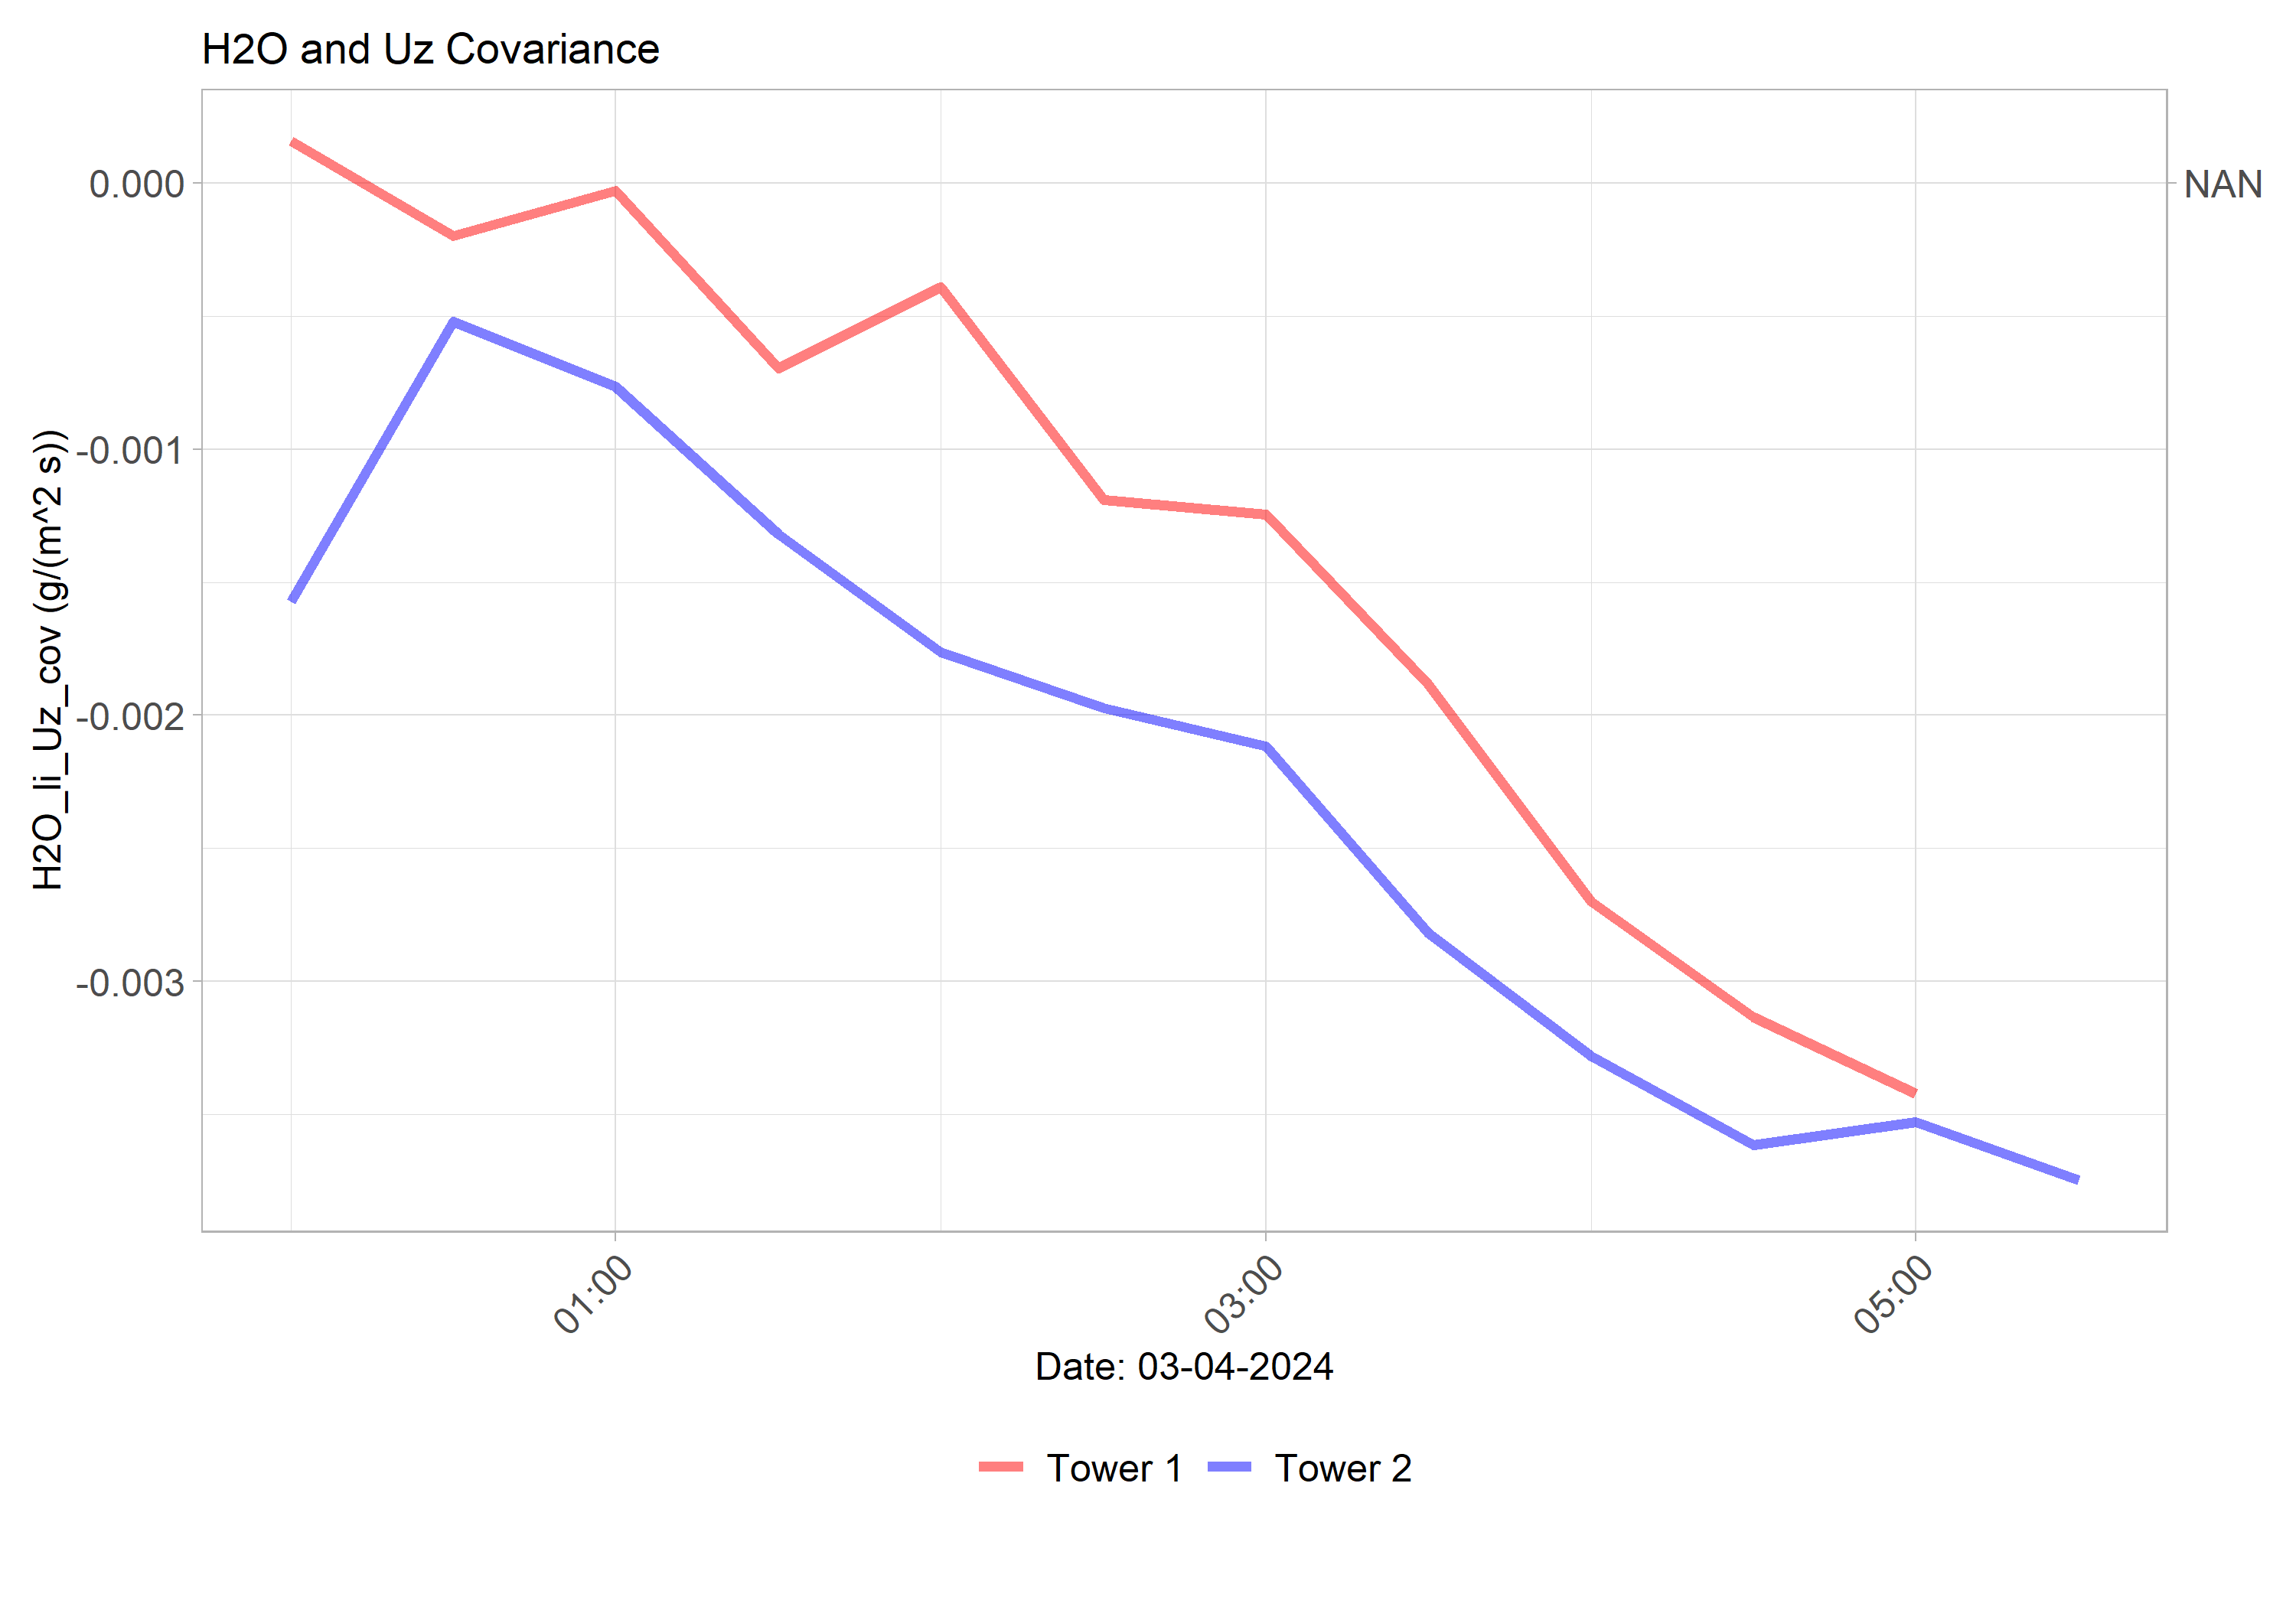 H2O and Uz Covariance
H2O_li_Uz_cov (g/(m^2 s))
0.000
-0.001
-0.002
-0.003
NAN
01:00
03:00
05:00
Date: 03-04-2024
Tower 1
Tower 2